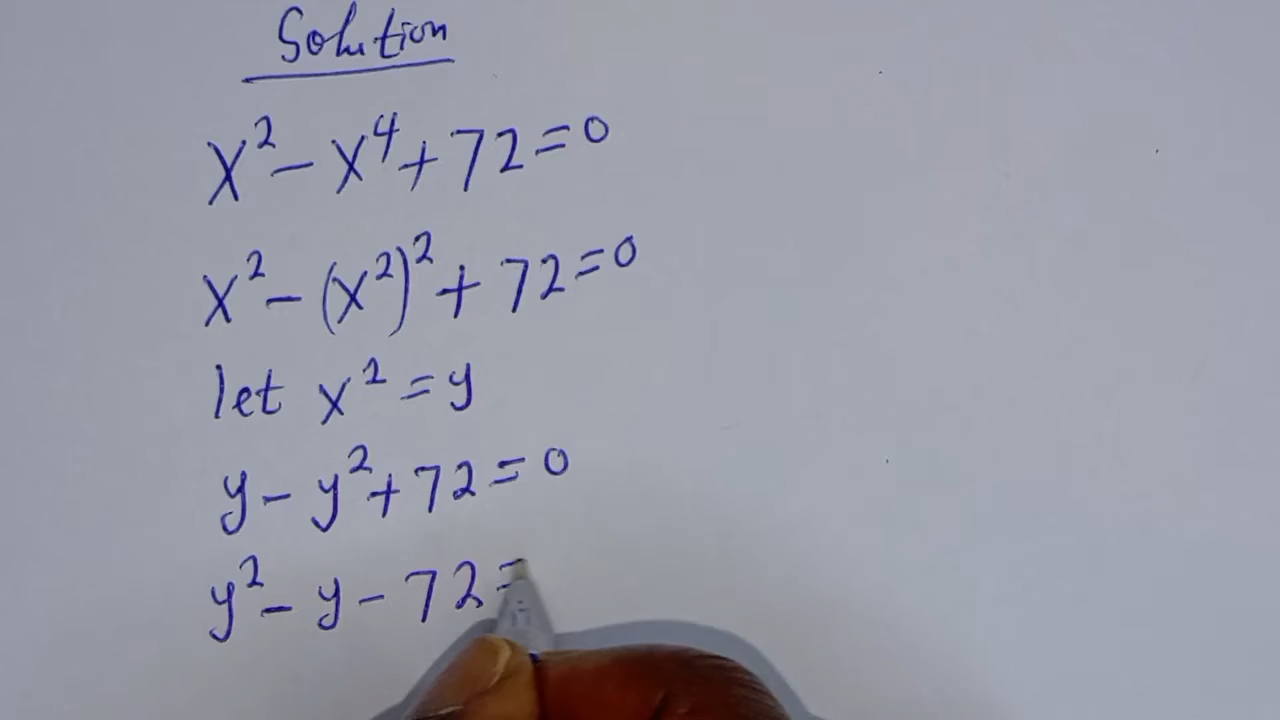 Solution
x² - x⁴ + 72 = 0
x² - (x²)² + 72 = 0
let x² = y
y - y² + 72 = 0
y² - y - 72 =